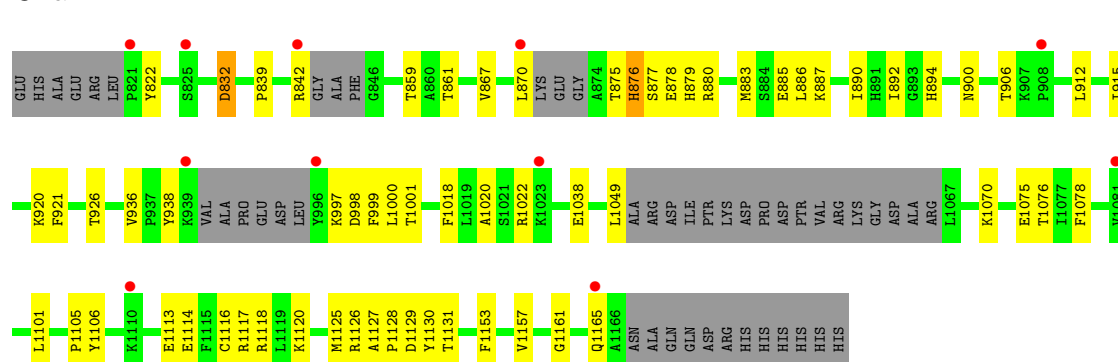 GLU HIS ALA GLU ARG LEU P821 Y822 S825 D832 P839 R842 GLY ALA PHE G846 T859 A860 T861 V867 L870 LYS GLU GLY A874 T875 H876 S877 E878 H879 R880 M883 S884 E885 L886 K887 I890 H891 I892 G893 H894 N900 T906 K907 P908 L912
K920 F921 T926 V936 P937 Y938 K939 VAL ALA PRO GLU ASP LEU Y996 K997 D998 F999 L1000 T1001 F1018 L1019 A1020 S1021 R1022 K1023 E1038 L1049 ALA ARG ASP ILE PTR LYS ASP PRO ASP PTR VAL ARG LYS GLY ASP ALA ARG L1067 K1070 E1075 T1076 I1077 F1078
L1101 P1105 Y1106 K1110 E1113 E1114 F1115 C1116 R1117 R1118 L1119 K1120 M1125 R1126 A1127 P1128 D1129 Y1130 T1131 F1153 V1157 G1161 Q1165 A1166 ASN ALA GLN GLN ASP ARG HIS HIS HIS HIS HIS HIS